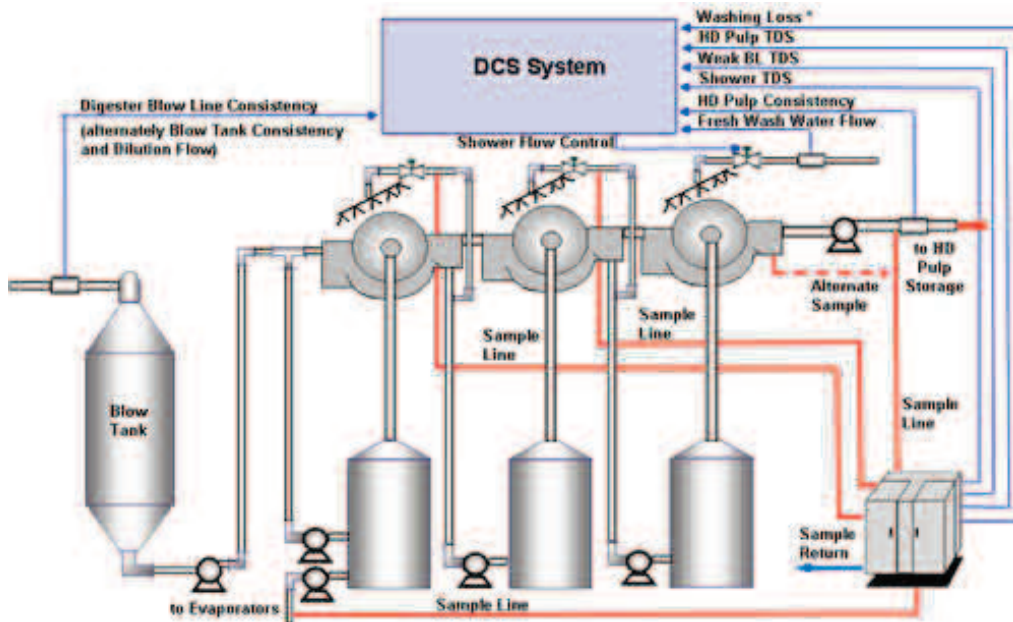 Washing Loss *
HD Pulp TDS
Weak BL TDS
Shower TDS
HD Pulp Consistency
Fresh Wash Water Flow
DCS System
Digester Blow Line Consistency
(alternately Blow Tank Consistency
and Dilution Flow)
Shower Flow Control
to HD
Pulp
Storage
Alternate
Sample
Sample
Line
Sample
Line
Sample
Line
Blow
Tank
Sample
Return
to Evaporators
Sample Line